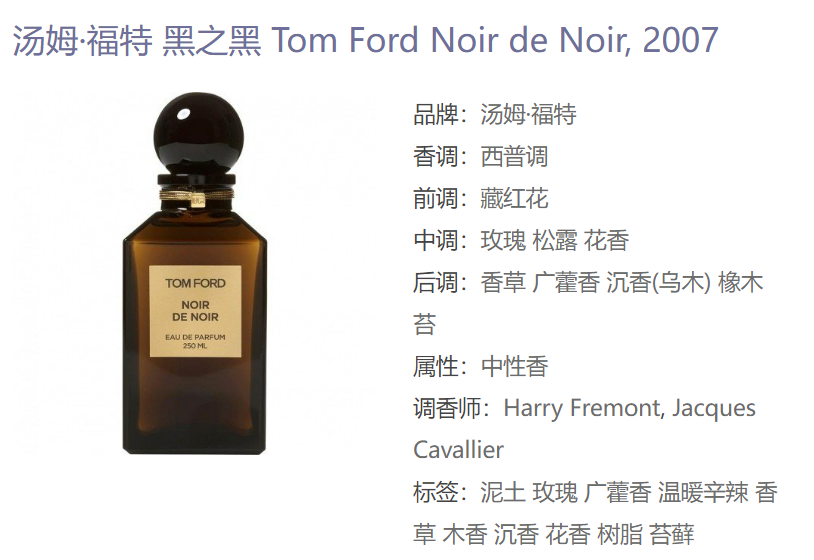 汤姆·福特 黑之黑 Tom Ford Noir de Noir, 2007
TOM FORD
NOIR
DE NOIR
EAU DE PARFUM
250 ML
品牌：汤姆·福特
香调：西普调
前调：藏红花
中调：玫瑰 松露 花香
后调：香草 广藿香 沉香(乌木) 橡木
苔
属性：中性香
调香师：Harry Fremont, Jacques
Cavallier
标签：泥土 玫瑰 广藿香 温暖辛辣 香
草 木香 沉香 花香 树脂 苔藓